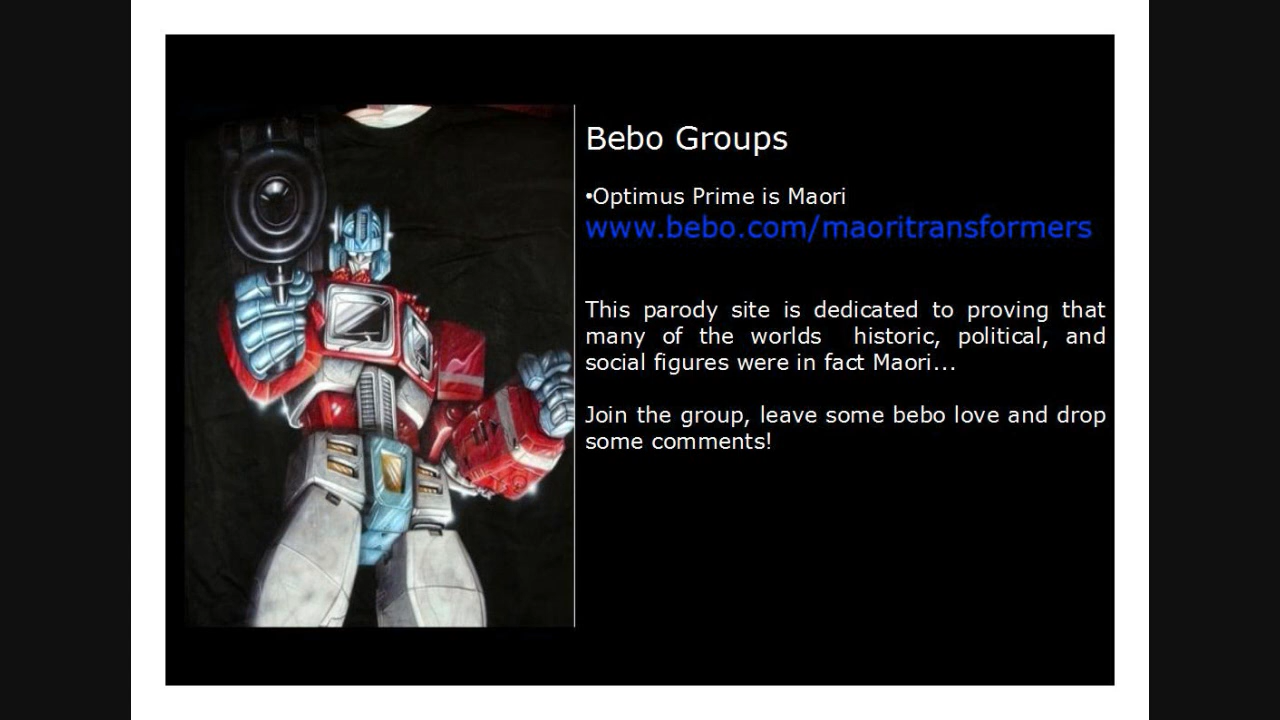 Bebo Groups
•Optimus Prime is Maori
www.bebo.com/maoritransformers
This parody site is dedicated to proving that
many of the worlds historic, political, and
social figures were in fact Maori...
Join the group, leave some bebo love and drop
some comments!